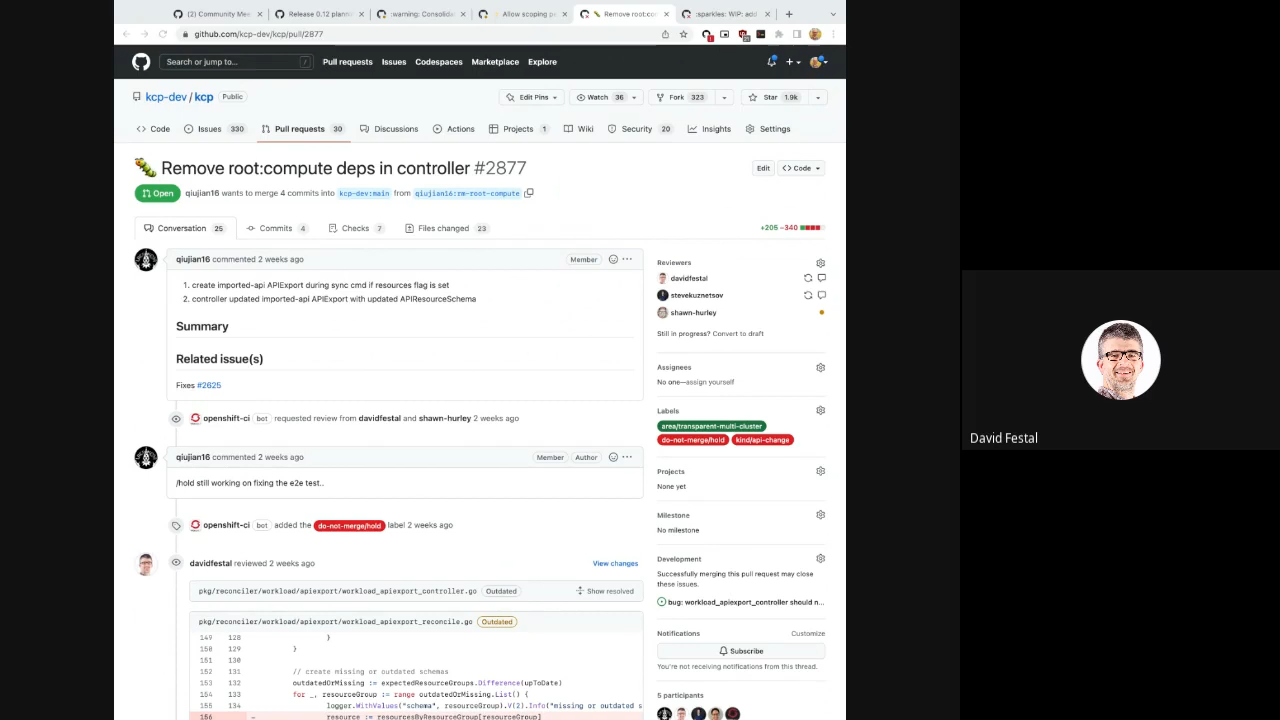 (2) Community Mee
Release 0.12 plannin
:warning: Consolida
Allow scoping pe
Remove root:con
:sparkles: WIP: add
github.com/kcp-dev/kcp/pull/2877
Search or jump to...
/
Pull requests
Issues
Codespaces
Marketplace
Explore
kcp-dev / kcp
Public
Edit Pins
Watch 36
Fork 323
Star 1.9k
Code
Issues 330
Pull requests 30
Discussions
Actions
Projects 1
Wiki
Security 20
Insights
Settings
Remove root:compute deps in controller #2877
Edit
<> Code
Open
qiujian16 wants to merge 4 commits into kcp-dev:main from qiujian16:rm-root-compute
Conversation 25
Commits 4
Checks 7
Files changed 23
+205 −340
qiujian16 commented 2 weeks ago
Member
1. create imported-api APIExport during sync cmd if resources flag is set
2. controller updated imported-api APIExport with updated APIResourceSchema
Summary
Related issue(s)
Fixes #2625
openshift-ci bot requested review from davidfestal and shawn-hurley 2 weeks ago
qiujian16 commented 2 weeks ago
Member
Author
/hold still working on fixing the e2e test..
openshift-ci bot added the do-not-merge/hold label 2 weeks ago
davidfestal reviewed 2 weeks ago
View changes
pkg/reconciler/workload/apiexport/workload_apiexport_controller.go Outdated
Show resolved
pkg/reconciler/workload/apiexport/workload_apiexport_reconcile.go Outdated
149 128 }
150 129 }
151 130
152 131 // create missing or outdated schemas
153 132 outdatedOrMissing := expectedResourceGroups.Difference(upToDate)
154 133 for _, resourceGroup := range outdatedOrMissing.List() {
155 134 logger.WithValues("schema", resourceGroup).V(2).Info("missing or outdated s
156 - resource := resourcesByResourceGroup[resourceGroup]
Reviewers
davidfestal
stevekuznetsov
shawn-hurley
Still in progress? Convert to draft
Assignees
No one—assign yourself
Labels
area/transparent-multi-cluster
do-not-merge/hold
kind/api-change
Projects
None yet
Milestone
No milestone
Development
Successfully merging this pull request may close
these issues.
bug: workload_apiexport_controller should n...
Notifications
Customize
Subscribe
You're not receiving notifications from this thread.
5 participants
David Festal